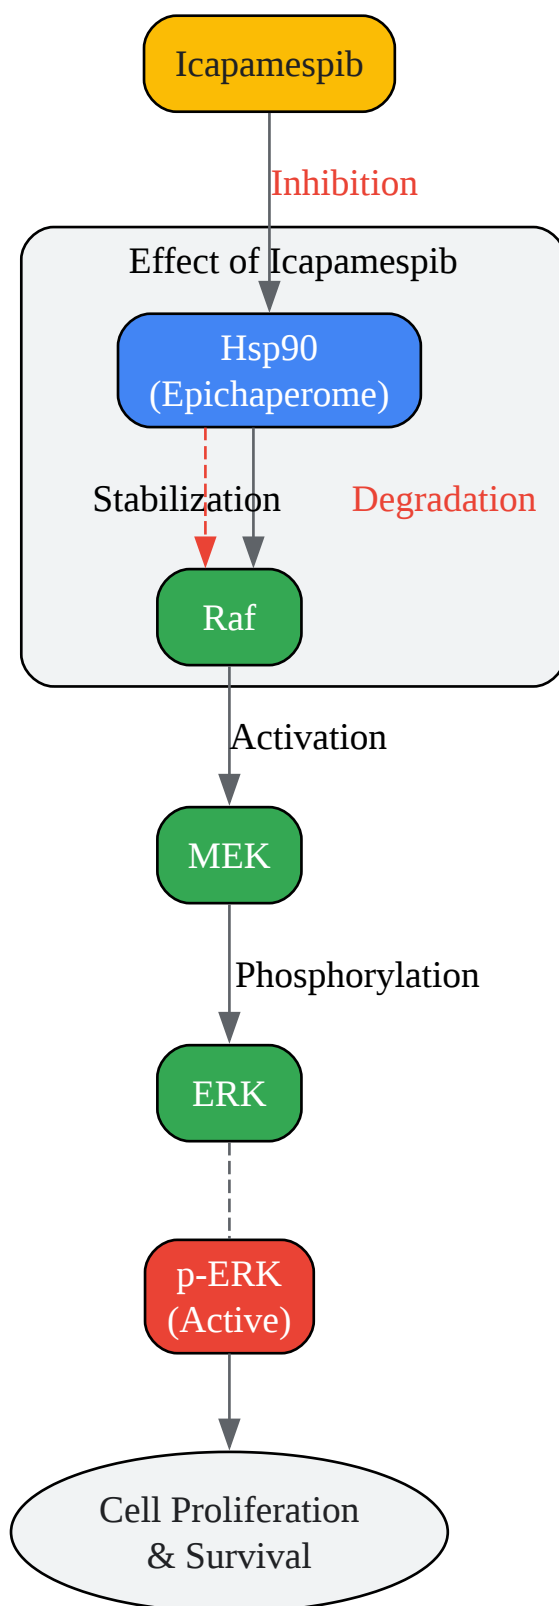 Icapamespib
Inhibition
Effect of Icapamespib
Hsp90
(Epichaperome)
Stabilization
Degradation
Raf
Activation
MEK
Phosphorylation
ERK
p-ERK
(Active)
Cell Proliferation
& Survival